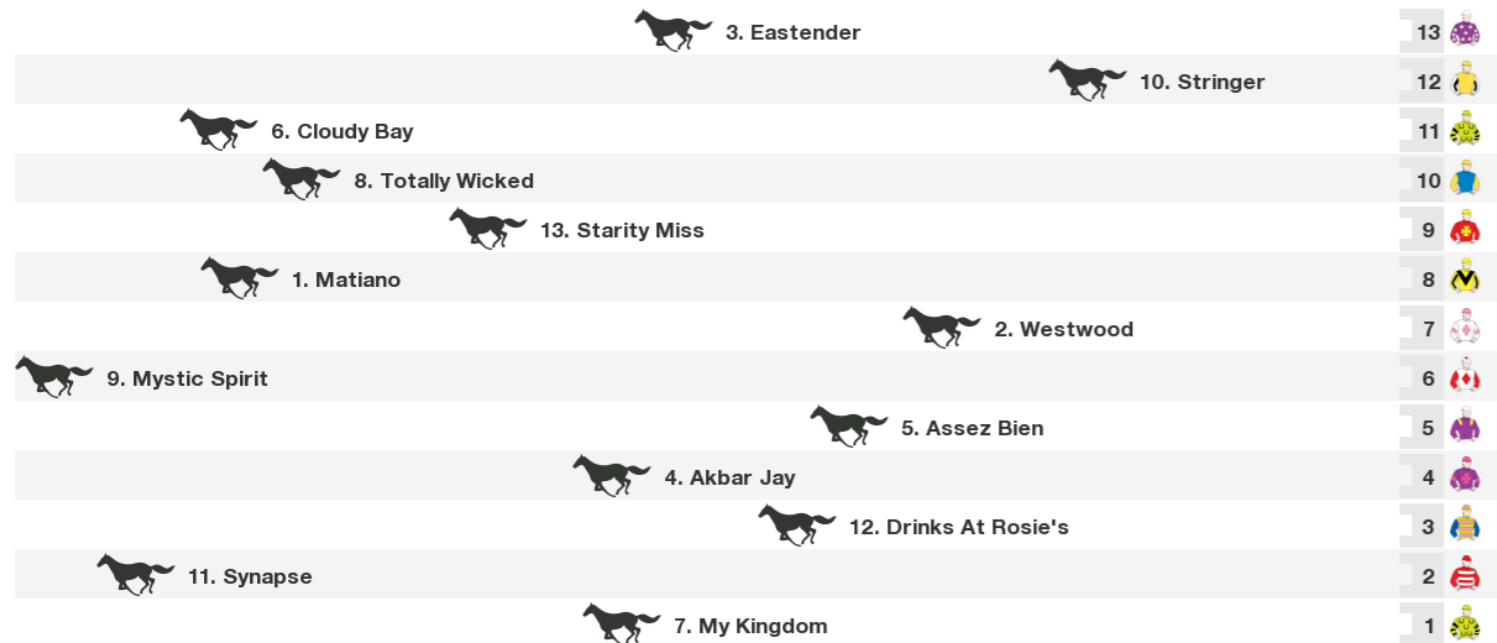 3. Eastender 13
10. Stringer 12
6. Cloudy Bay 11
8. Totally Wicked 10
13. Starity Miss 9
1. Matiano 8
2. Westwood 7
9. Mystic Spirit 6
5. Assez Bien 5
4. Akbar Jay 4
12. Drinks At Rosie's 3
11. Synapse 2
7. My Kingdom 1